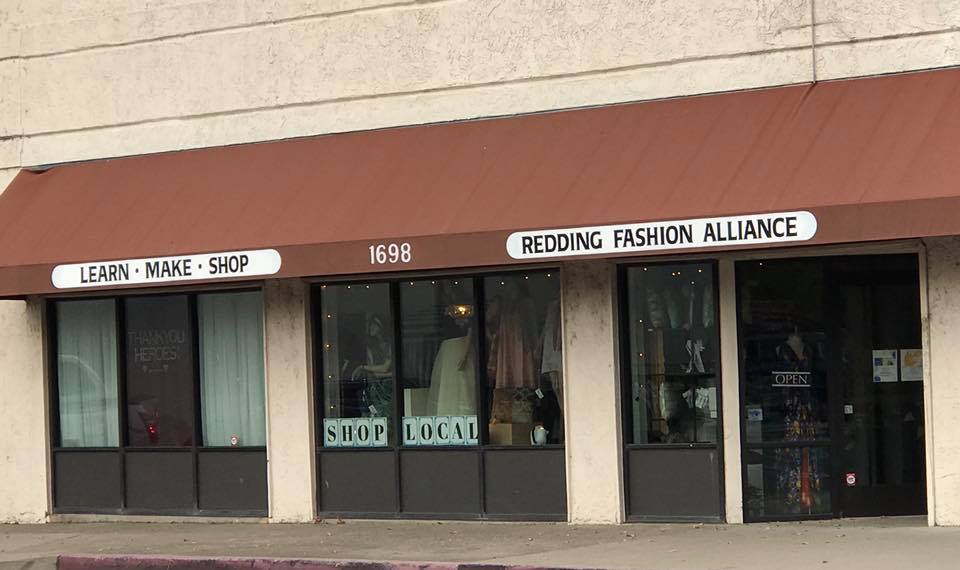 LEARN · MAKE · SHOP
1698
REDDING FASHION ALLIANCE
THANK YOU
HEROES
SHOP LOCAL
OPEN